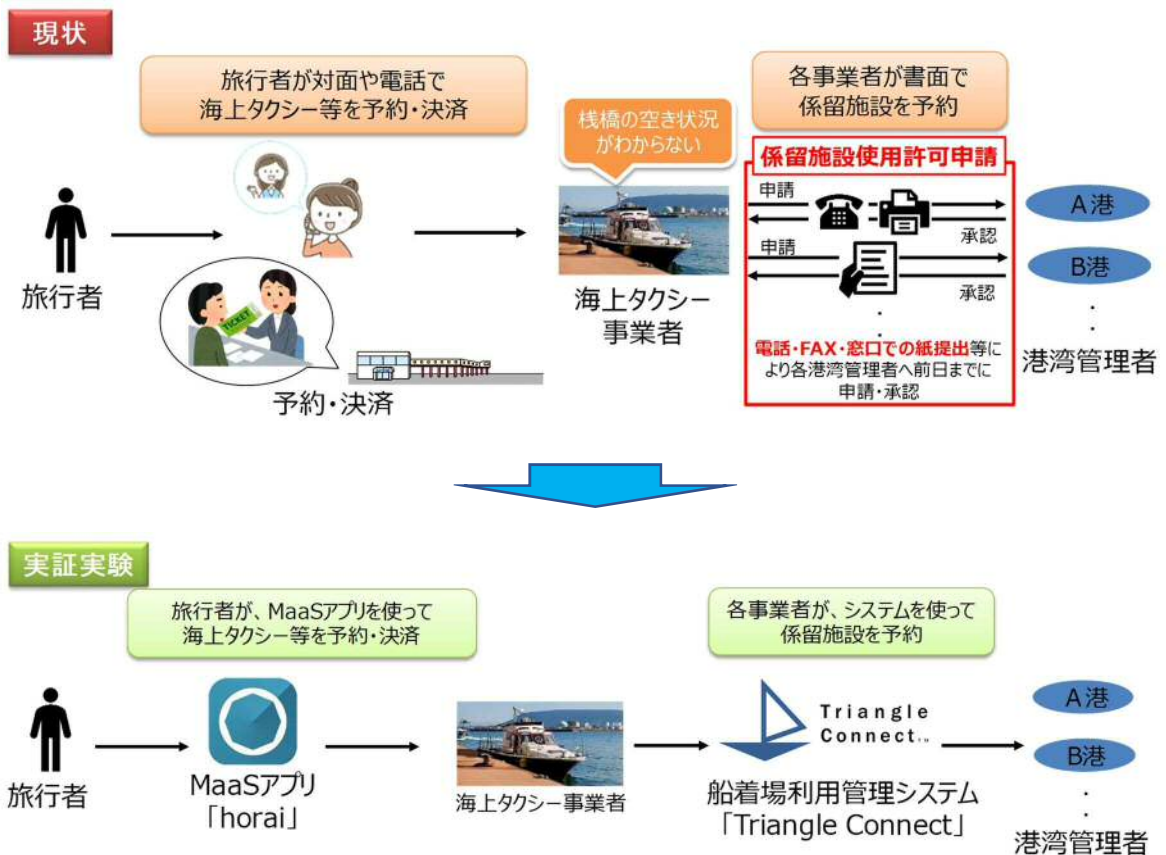 現状
旅行者が対面や電話で
海上タクシー等を予約・決済
各事業者が書面で
係留施設を予約
桟橋の空き状況
がわからない
係留施設使用許可申請
申請
承認
申請
承認
A港
B港
・
・
旅行者
TICKET
予約・決済
海上タクシー
事業者
・
・
電話・FAX・窓口での紙提出等に
より各港湾管理者へ前日までに
申請・承認
港湾管理者
実証実験
旅行者が、MaaSアプリを使って
海上タクシー等を予約・決済
各事業者が、システムを使って
係留施設を予約
Triangle
Connect
A港
B港
・
・
旅行者
MaaSアプリ
「horai」
海上タクシー事業者
船着場利用管理システム
「Triangle Connect」
港湾管理者